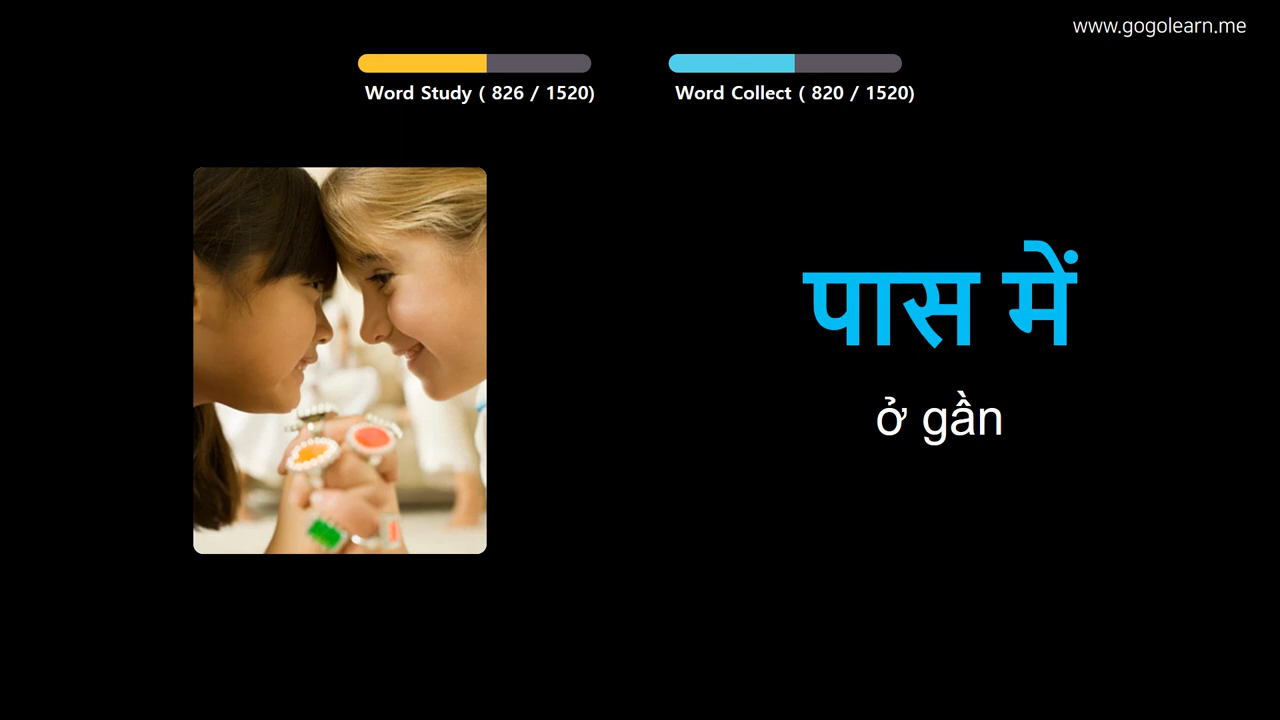 www.gogolearn.me
Word Study ( 826 / 1520)
Word Collect ( 820 / 1520)
पास में
ở gần